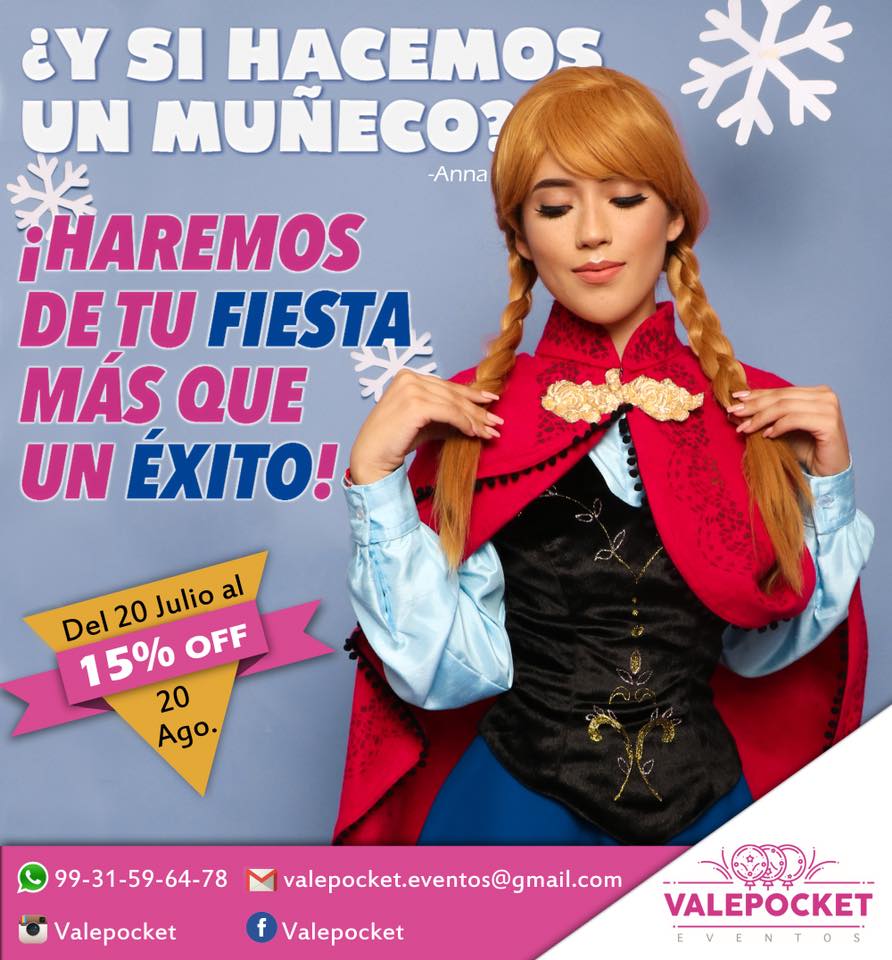 ¿Y SI HACEMOS
UN MUÑECO?
-Anna
¡HAREMOS
DE TU FIESTA
MÁS QUE
UN ÉXITO!
Del 20 Julio al
15% OFF
20
Ago.
99-31-59-64-78 valepocket.eventos@gmail.com
Valepocket Valepocket
VALEPOCKET
EVENTOS